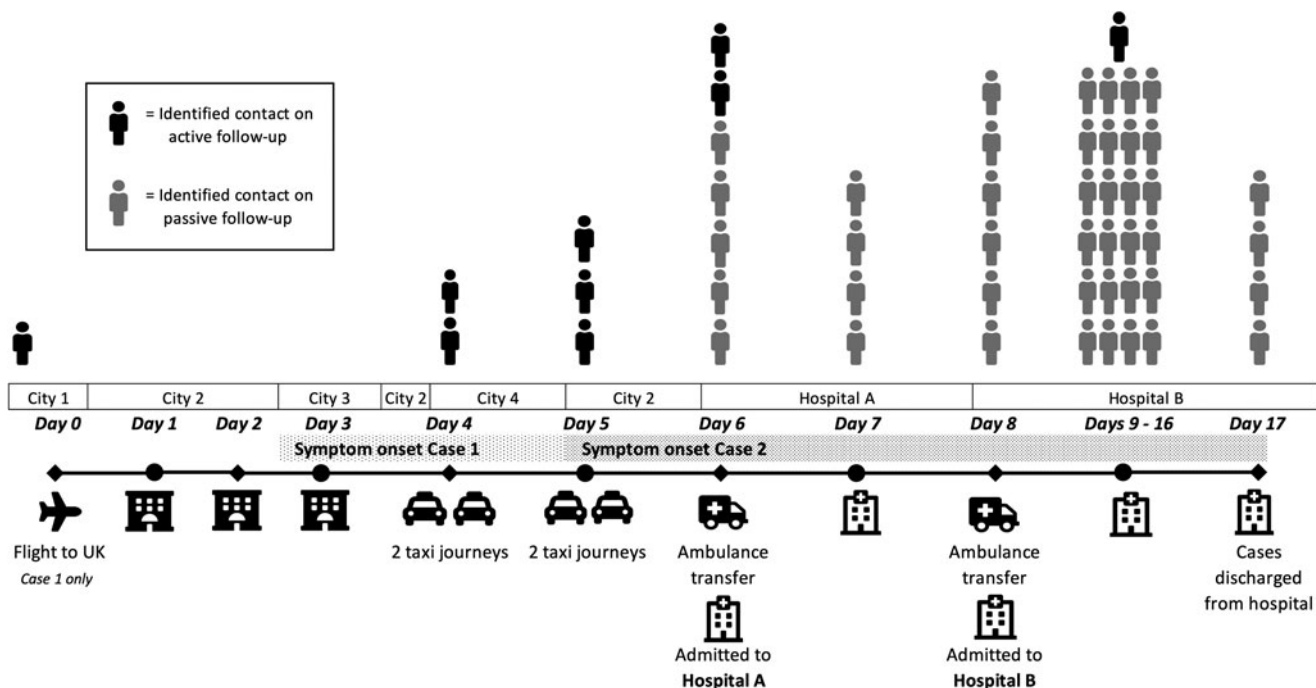 = Identified contact on
active follow-up
= Identified contact on
passive follow-up
City 1 City 2 City 3 City 2 City 4 City 2 Hospital A Hospital B
Day 0 Day 1 Day 2 Day 3 Day 4 Day 5 Day 6 Day 7 Day 8 Days 9 - 16 Day 17
Symptom onset Case 1 Symptom onset Case 2
Flight to UK
Case 1 only
2 taxi journeys
2 taxi journeys
Ambulance
transfer
Admitted to
Hospital A
Ambulance
transfer
Admitted to
Hospital B
Cases
discharged
from hospital